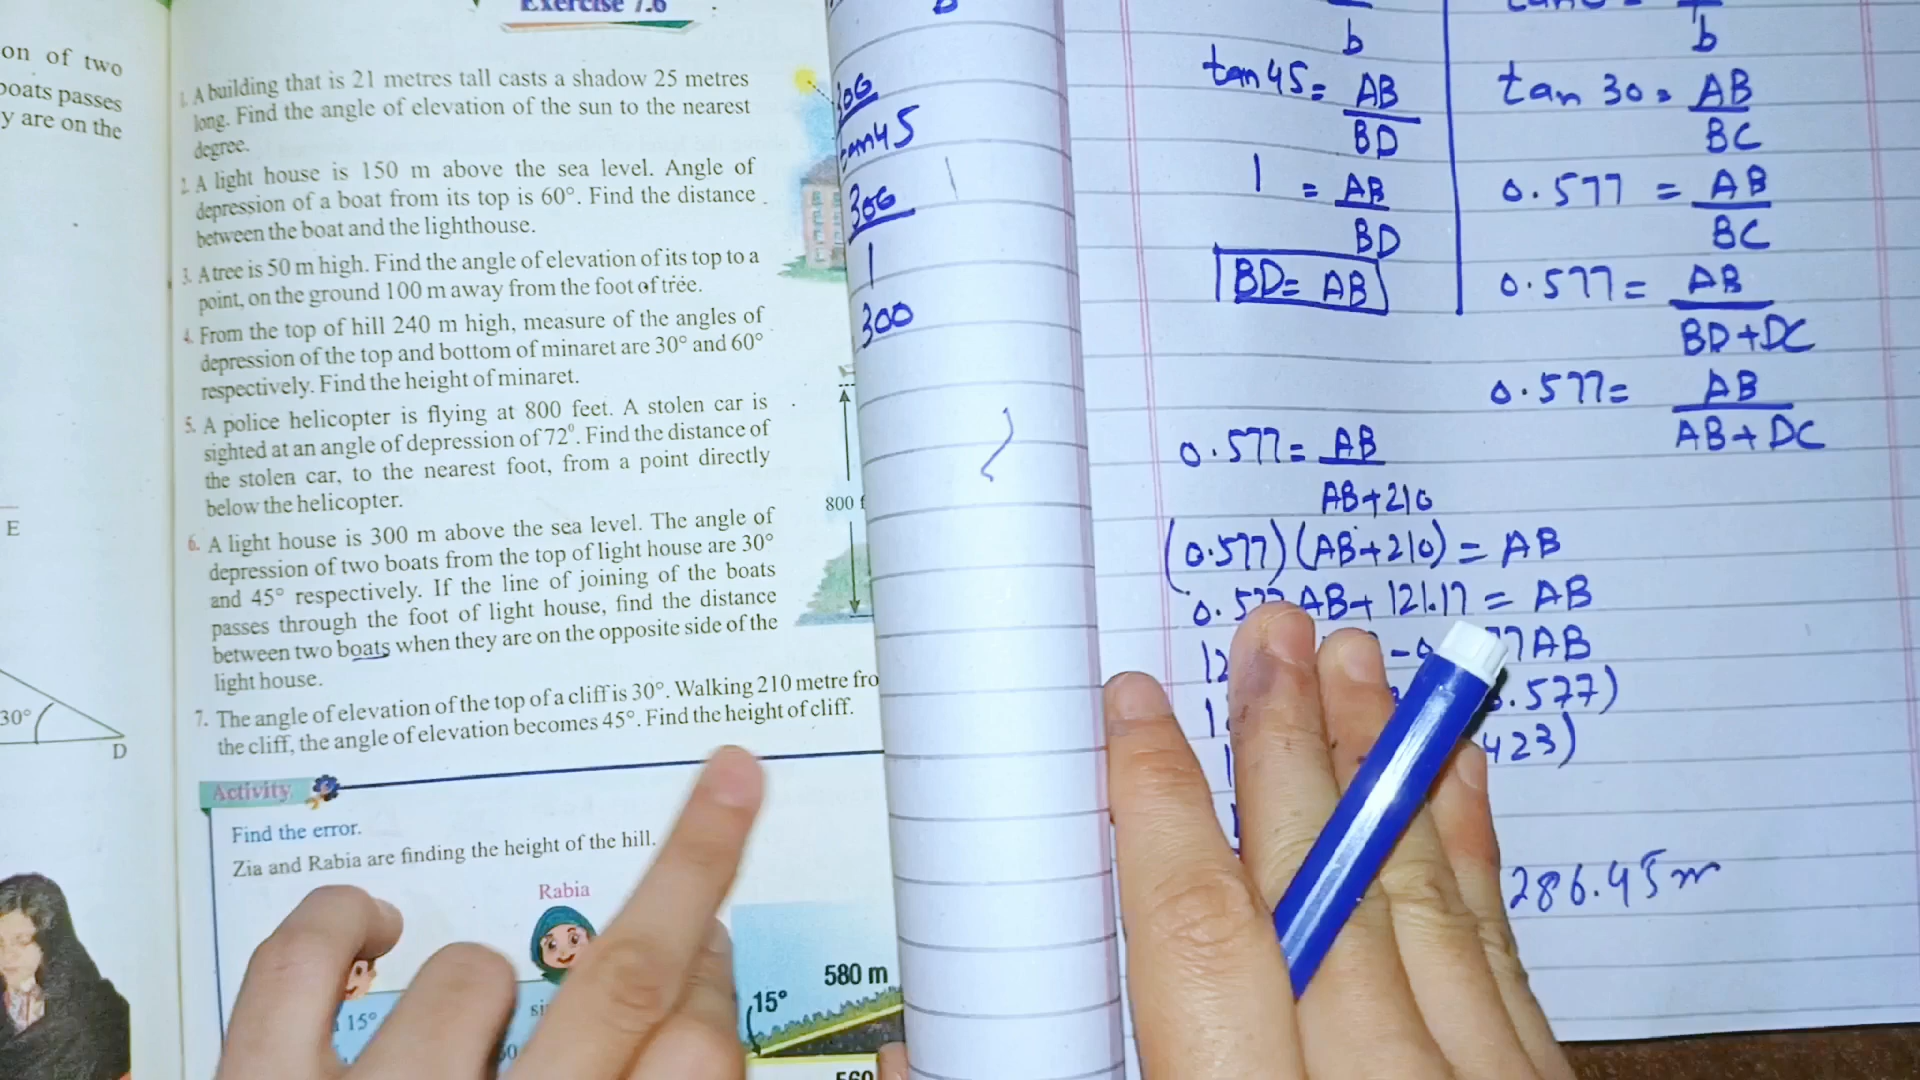 on of two
boats passes
y are on the
E
30°
D
Exercise 7.6
1. A building that is 21 metres tall casts a shadow 25 metres
long. Find the angle of elevation of the sun to the nearest
degree.
2. A light house is 150 m above the sea level. Angle of
depression of a boat from its top is 60°. Find the distance
between the boat and the lighthouse.
3. A tree is 50 m high. Find the angle of elevation of its top to a
point, on the ground 100 m away from the foot of tree.
4. From the top of hill 240 m high, measure of the angles of
depression of the top and bottom of minaret are 30° and 60°
respectively. Find the height of minaret.
5. A police helicopter is flying at 800 feet. A stolen car is
sighted at an angle of depression of 72°. Find the distance of
the stolen car, to the nearest foot, from a point directly
below the helicopter.
800 f
6. A light house is 300 m above the sea level. The angle of
depression of two boats from the top of light house are 30°
and 45° respectively. If the line of joining of the boats
passes through the foot of light house, find the distance
between two boats when they are on the opposite side of the
light house.
7. The angle of elevation of the top of a cliff is 30°. Walking 210 metre fro
the cliff, the angle of elevation becomes 45°. Find the height of cliff.
Activity
Find the error.
Zia and Rabia are finding the height of the hill.
Rabia
15°
580 m
15°
560
tan45
300
1
300
b
tan 45 = AB
BD
1 = AB
BD
BD = AB
b
tan 30 = AB
BC
0.577 = AB
BC
0.577 = AB
BD+DC
0.577 = AB
AB+DC
0.577 = AB
AB+210
(0.577)(AB+210) = AB
0.577AB+121.17 = AB
77AB
.577)
423)
286.45m